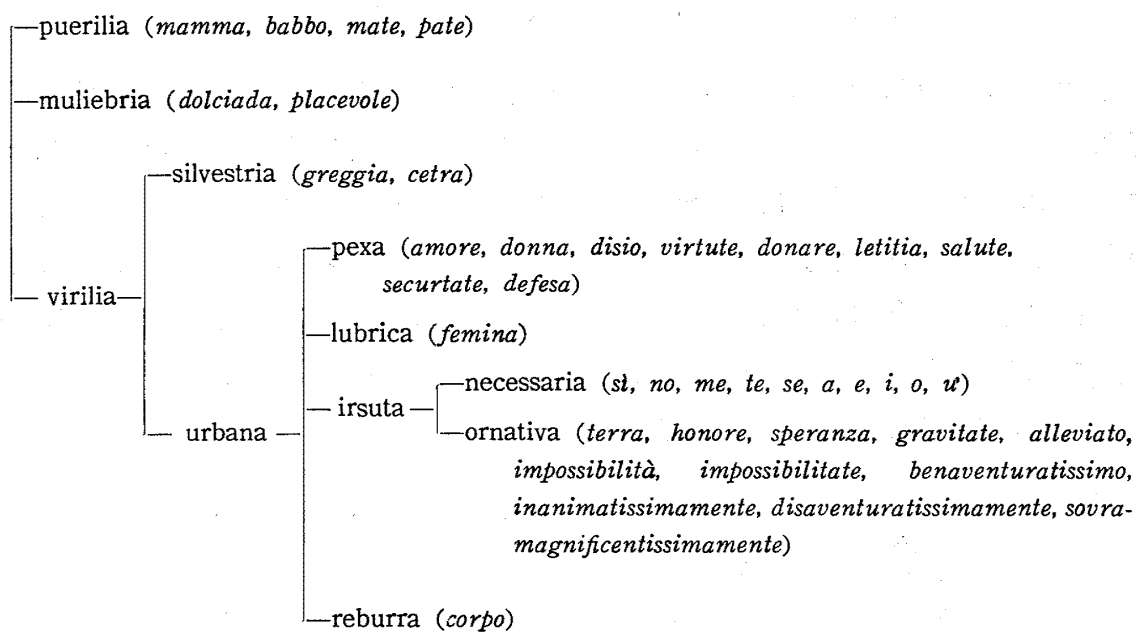 puerilia (mamma, babbo, mate, pate)
muliebria (dolciada, placevole)
silvestria (greggia, cetra)
pexa (amore, donna, disio, virtute, donare, letitia, salute,
securtate, defesa)
virilia
lubrica (femina)
necessaria (sì, no, me, te, se, a, e, i, o, u')
irsuta
urbana
ornativa (terra, honore, speranza, gravitate, alleviato,
impossibilità, impossibilitate, benaventuratissimo,
inanimatissimamente, disaventuratissimamente, sovra-
magnificentissimamente)
reburra (corpo)